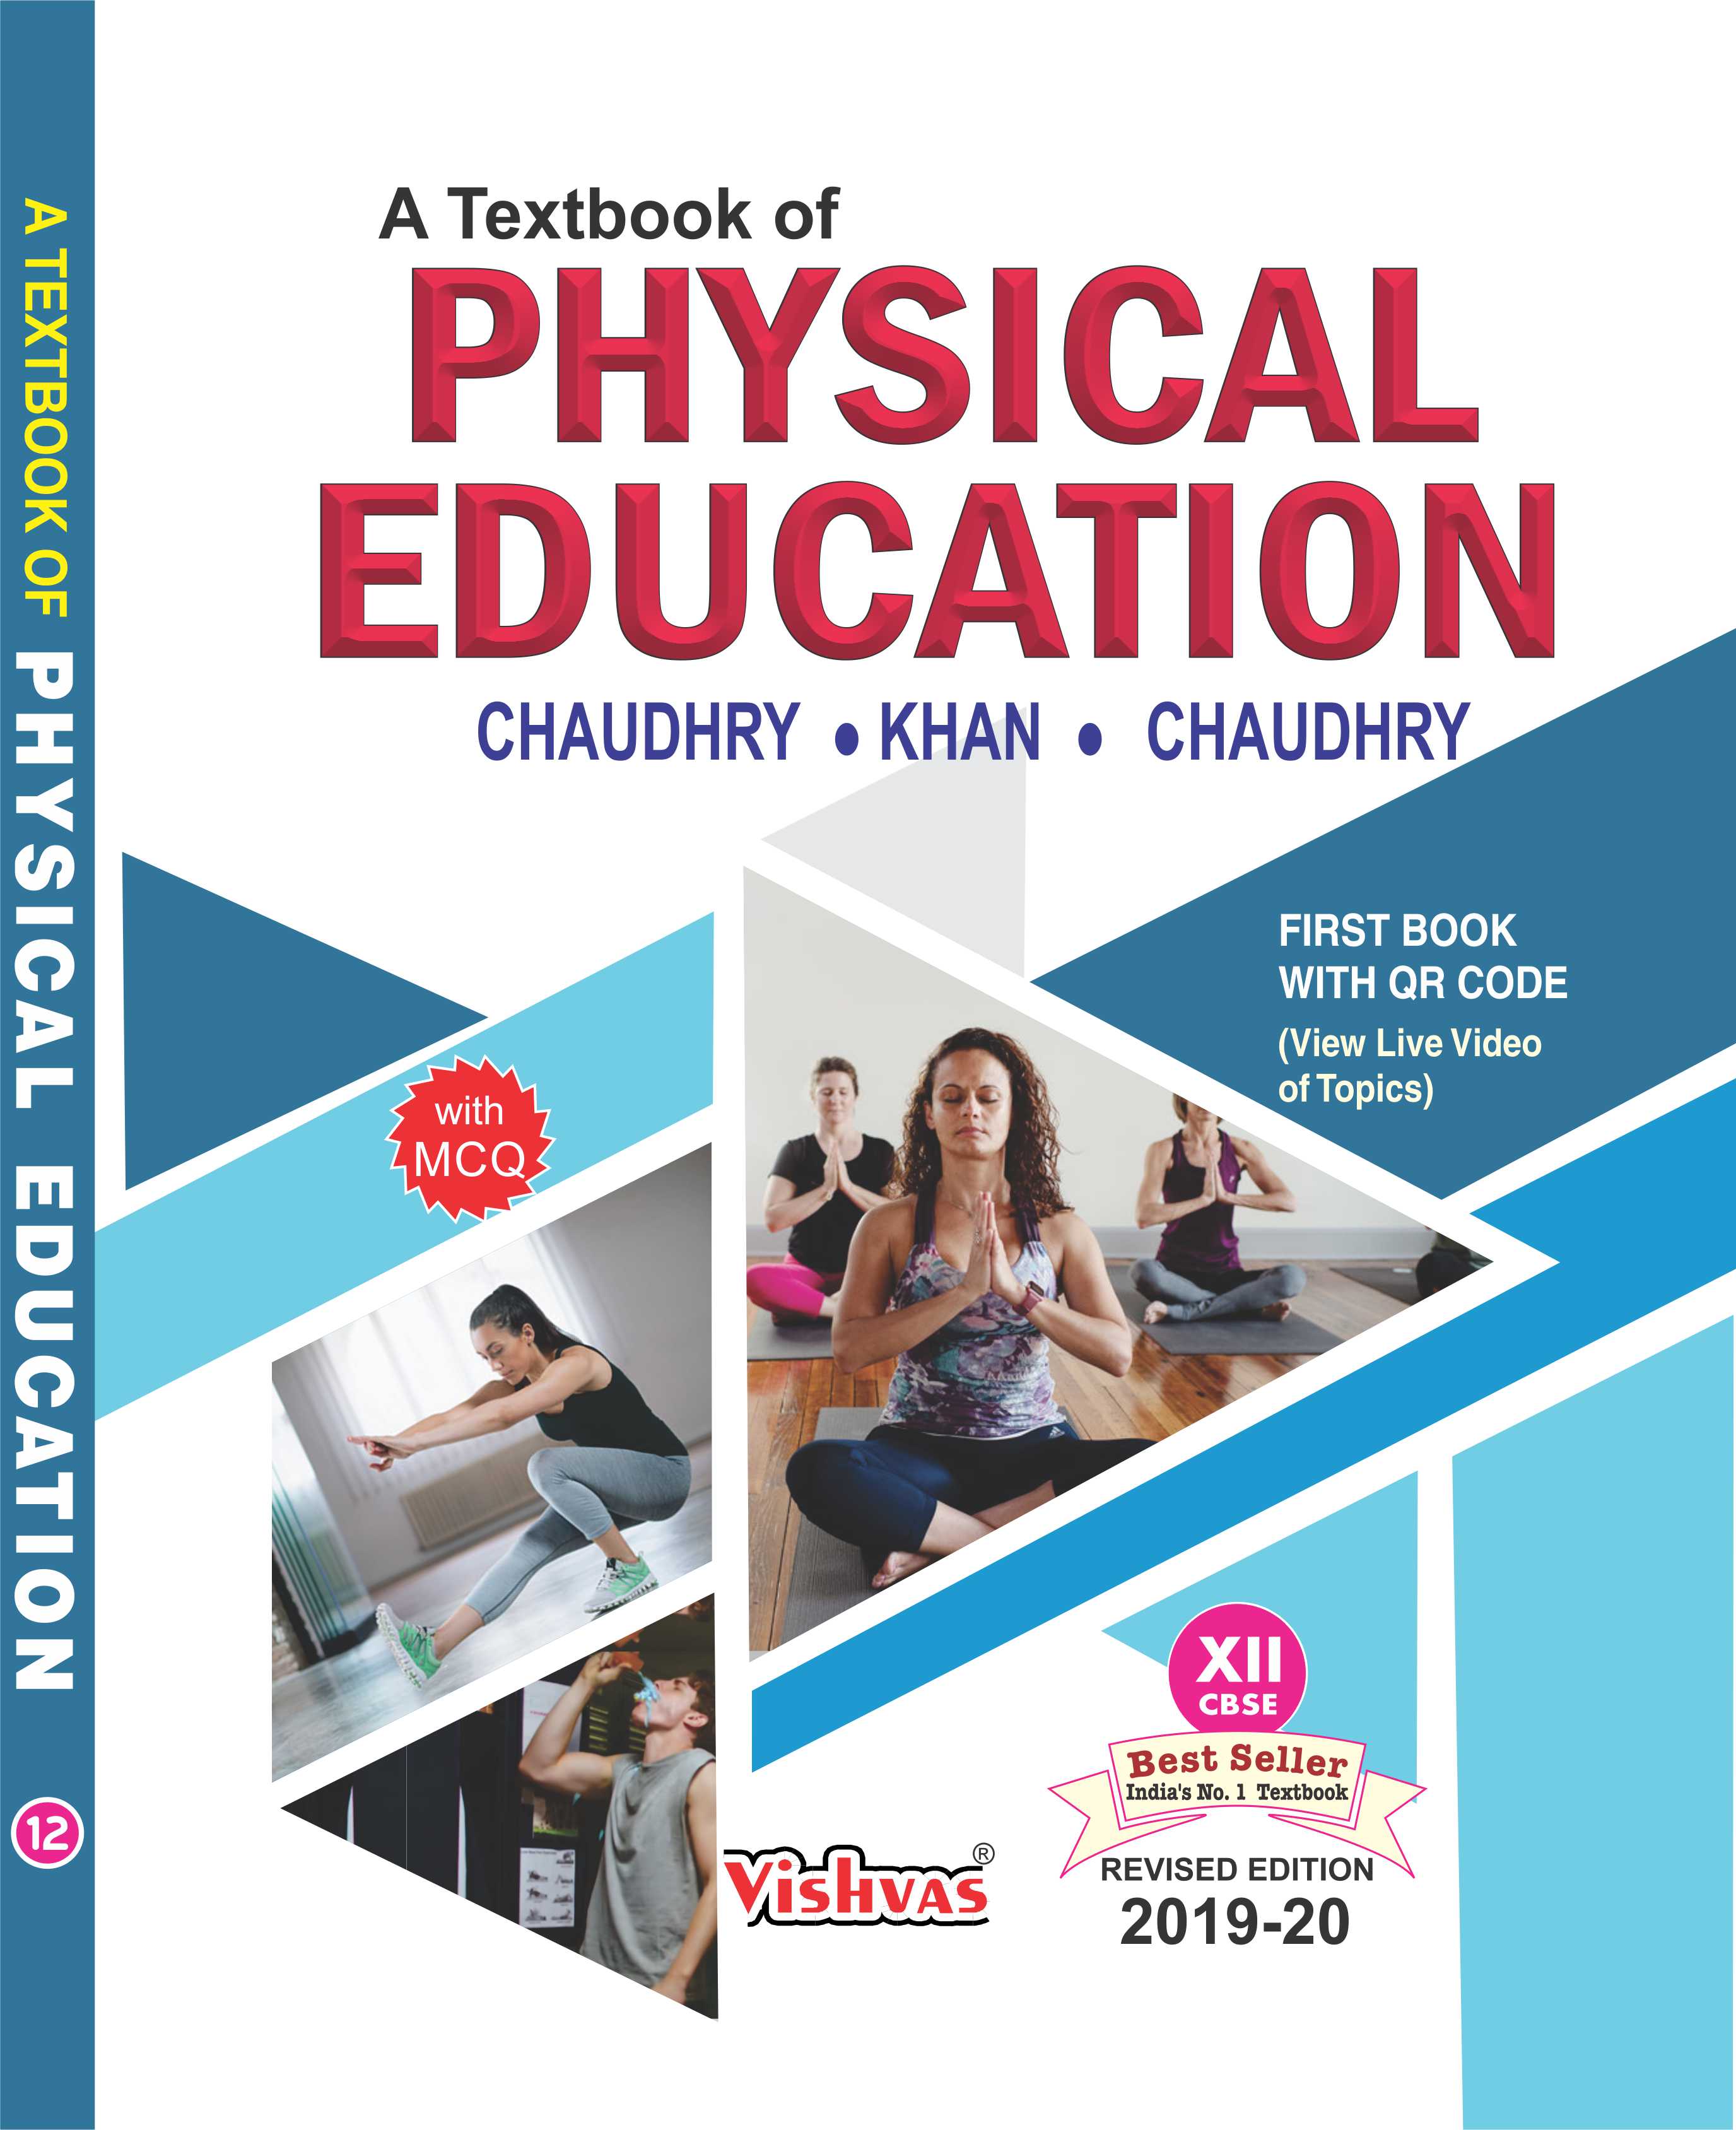 A TEXTBOOK OF PHYSICAL EDUCATION 12
A Textbook of
PHYSICAL
EDUCATION
CHAUDHRY • KHAN • CHAUDHRY
FIRST BOOK
WITH QR CODE
(View Live Video
of Topics)
with
MCQ
XII
CBSE
Best Seller
India's No. 1 Textbook
REVISED EDITION
2019-20
VISHVAS ®